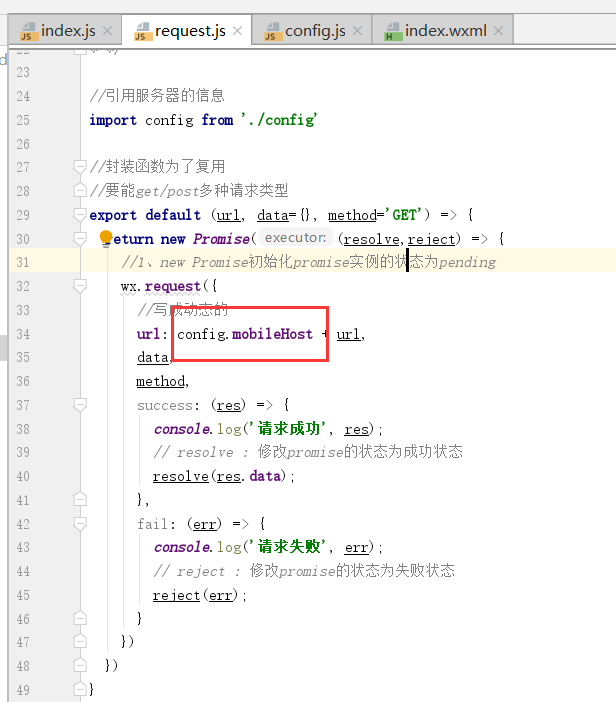 index.js
request.js
config.js
index.wxml
23
24 //引用服务器的信息
25 import config from './config'
26
27 //封装函数为了复用
28 //要能get/post多种请求类型
29 export default (url, data={}, method='GET') => {
30 eturn new Promise( executor: (resolve,reject) => {
31 //1、new Promise初始化promise实例的状态为pending
32 wx.request({
33 //写成动态的
34 url: config.mobileHost + url,
35 data,
36 method,
37 success: (res) => {
38 console.log('请求成功', res);
39 // resolve : 修改promise的状态为成功状态
40 resolve(res.data);
41 },
42 fail: (err) => {
43 console.log('请求失败', err);
44 // reject : 修改promise的状态为失败状态
45 reject(err);
46 }
47 })
48 })
49 }